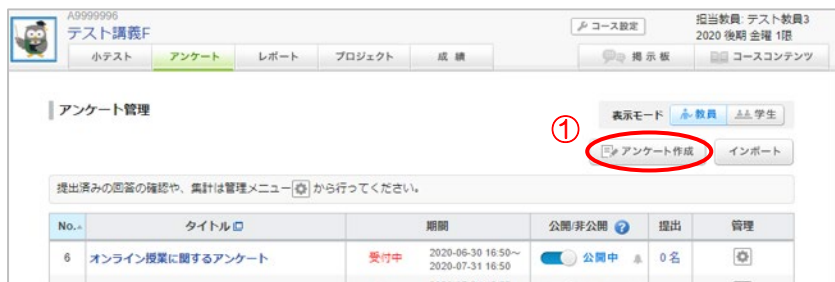 A9999996
テスト講義F
コース設定
担当教員: テスト教員3
2020 後期 金曜 1限
小テスト アンケート レポート プロジェクト 成績 掲示板 コースコンテンツ
アンケート管理
表示モード 教員 学生
①
アンケート作成 インポート
提出済みの回答の確認や、集計は管理メニュー から行ってください。
No. タイトル 期間 公開/非公開 ? 提出 管理
6 オンライン授業に関するアンケート 受付中 2020-06-30 16:50～ 公開中 0名
2020-07-31 16:50